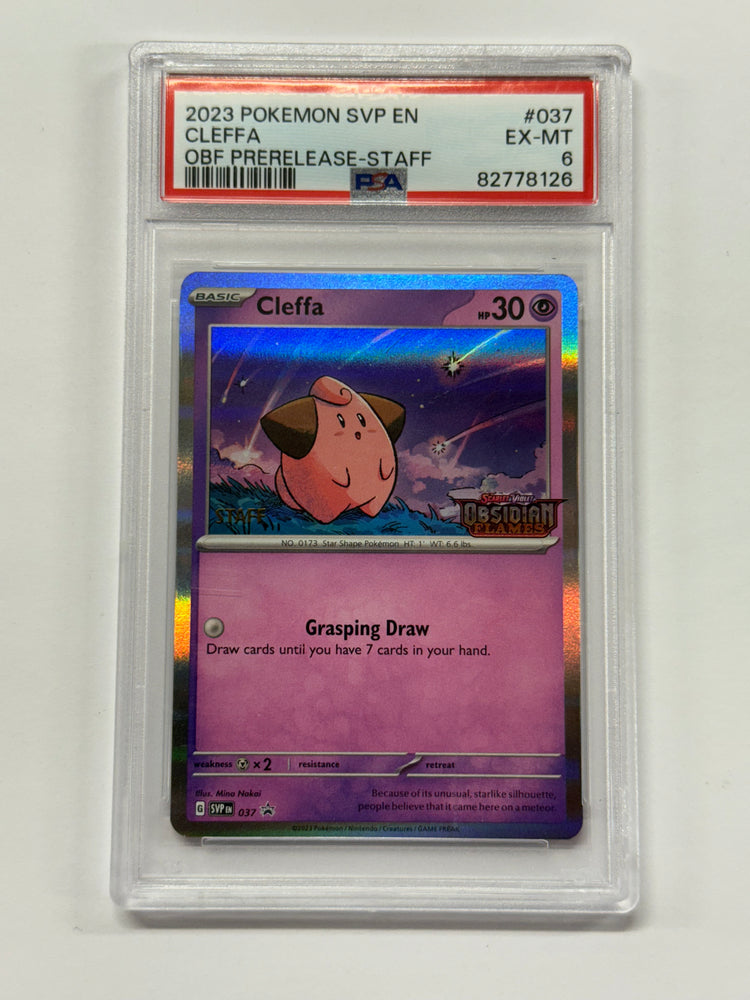 2023 POKEMON SVP EN #037
CLEFFA EX-MT
OBF PRERELEASE-STAFF 6
PSA 82778126
BASIC Cleffa HP 30
STAFF
SCARLET & VIOLET
OBSIDIAN
FLAMES
NO. 0173 Star Shape Pokémon HT: 1' WT: 6.6 lbs.
Grasping Draw
Draw cards until you have 7 cards in your hand.
weakness ×2 resistance retreat
Illus. Mina Nakai
Because of its unusual, starlike silhouette,
people believe that it came here on a meteor.
G SVP EN 037
©2023 Pokémon / Nintendo / Creatures / GAME FREAK